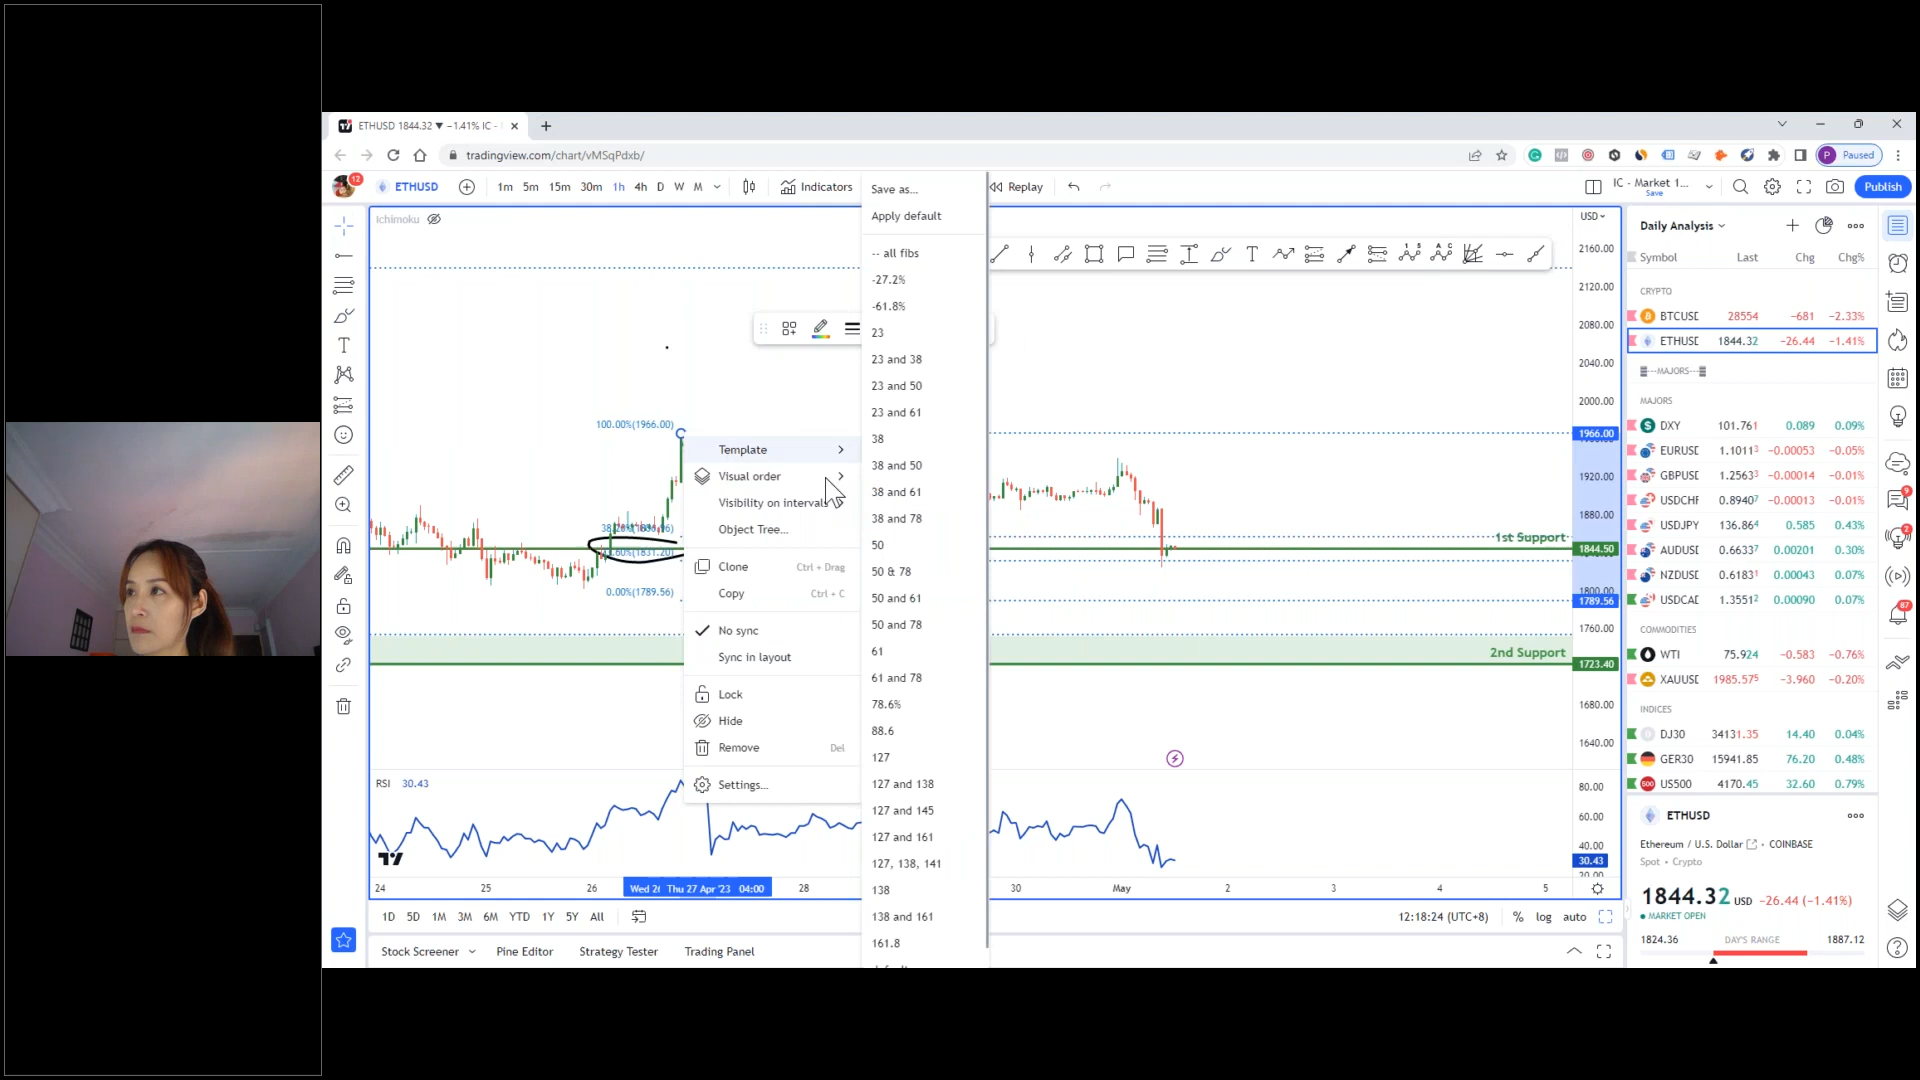 ETHUSD 1844.32 ▼ −1.41% IC -
tradingview.com/chart/vMSqPdxb/
Paused
12
ETHUSD
1m 5m 15m 30m 1h 4h D W M
Indicators
Replay
IC - Market 1...
Save
Publish
Ichimoku
Save as...
Apply default
-- all fibs
-27.2%
-61.8%
23
23 and 38
23 and 50
23 and 61
38
38 and 50
38 and 61
38 and 78
50
50 & 78
50 and 61
50 and 78
61
61 and 78
78.6%
88.6
127
127 and 138
127 and 145
127 and 161
127, 138, 141
138
138 and 161
161.8
Template
Visual order
Visibility on intervals
Object Tree...
Clone Ctrl + Drag
Copy Ctrl + C
No sync
Sync in layout
Lock
Hide
Remove Del
Settings...
100.00%(1966.00)
0.00%(1789.56)
1st Support
2nd Support
USD
2160.00
2120.00
2080.00
2040.00
2000.00
1966.00
1920.00
1880.00
1844.50
1800.00
1789.56
1760.00
1723.40
1680.00
1640.00
RSI 30.43
80.00
60.00
40.00
30.43
20.00
24 25 26 Wed 26 Thu 27 Apr '23 04:00 28 30 May 2 3 4 5
1D 5D 1M 3M 6M YTD 1Y 5Y All
12:18:24 (UTC+8) % log auto
Stock Screener Pine Editor Strategy Tester Trading Panel
Daily Analysis
Symbol Last Chg Chg%
CRYPTO
BTCUSD 28554 −681 −2.33%
ETHUSD 1844.32 −26.44 −1.41%
---MAJORS---
MAJORS
DXY 101.761 0.089 0.09%
EURUSD 1.10113 −0.00053 −0.05%
GBPUSD 1.25633 −0.00014 −0.01%
USDCHF 0.89407 −0.00013 −0.01%
USDJPY 136.864 0.585 0.43%
AUDUSD 0.66337 0.00201 0.30%
NZDUSD 0.61831 0.00043 0.07%
USDCAD 1.35512 0.00090 0.07%
COMMODITIES
WTI 75.924 −0.583 −0.76%
XAUUSD 1985.575 −3.960 −0.20%
INDICES
DJ30 34131.35 14.40 0.04%
GER30 15941.85 76.20 0.48%
US500 4170.45 32.60 0.79%
ETHUSD
Ethereum / U.S. Dollar • COINBASE
Spot • Crypto
1844.32 USD −26.44 (−1.41%)
MARKET OPEN
1824.36 DAY'S RANGE 1887.12
9
2
87